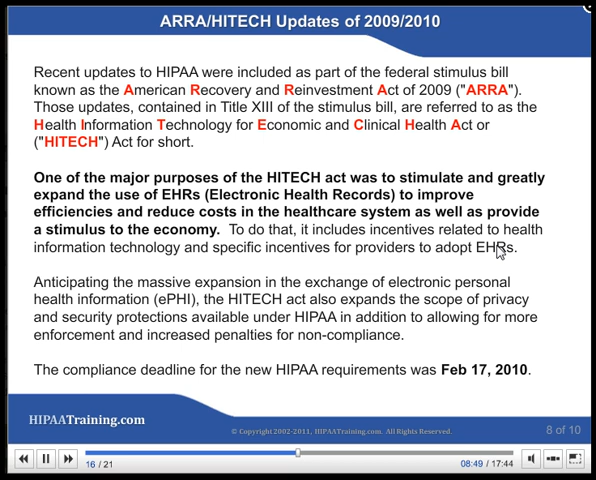 ARRA/HITECH Updates of 2009/2010
Recent updates to HIPAA were included as part of the federal stimulus bill
known as the American Recovery and Reinvestment Act of 2009 ("ARRA").
Those updates, contained in Title XIII of the stimulus bill, are referred to as the
Health Information Technology for Economic and Clinical Health Act or
("HITECH") Act for short.
One of the major purposes of the HITECH act was to stimulate and greatly
expand the use of EHRs (Electronic Health Records) to improve
efficiencies and reduce costs in the healthcare system as well as provide
a stimulus to the economy. To do that, it includes incentives related to health
information technology and specific incentives for providers to adopt EHRs.
Anticipating the massive expansion in the exchange of electronic personal
health information (ePHI), the HITECH act also expands the scope of privacy
and security protections available under HIPAA in addition to allowing for more
enforcement and increased penalties for non-compliance.
The compliance deadline for the new HIPAA requirements was Feb 17, 2010.
HIPAATraining.com
© Copyright 2002-2011, HIPAATraining.com. All Rights Reserved.
8 of 10
16 / 21
08:49 / 17:44